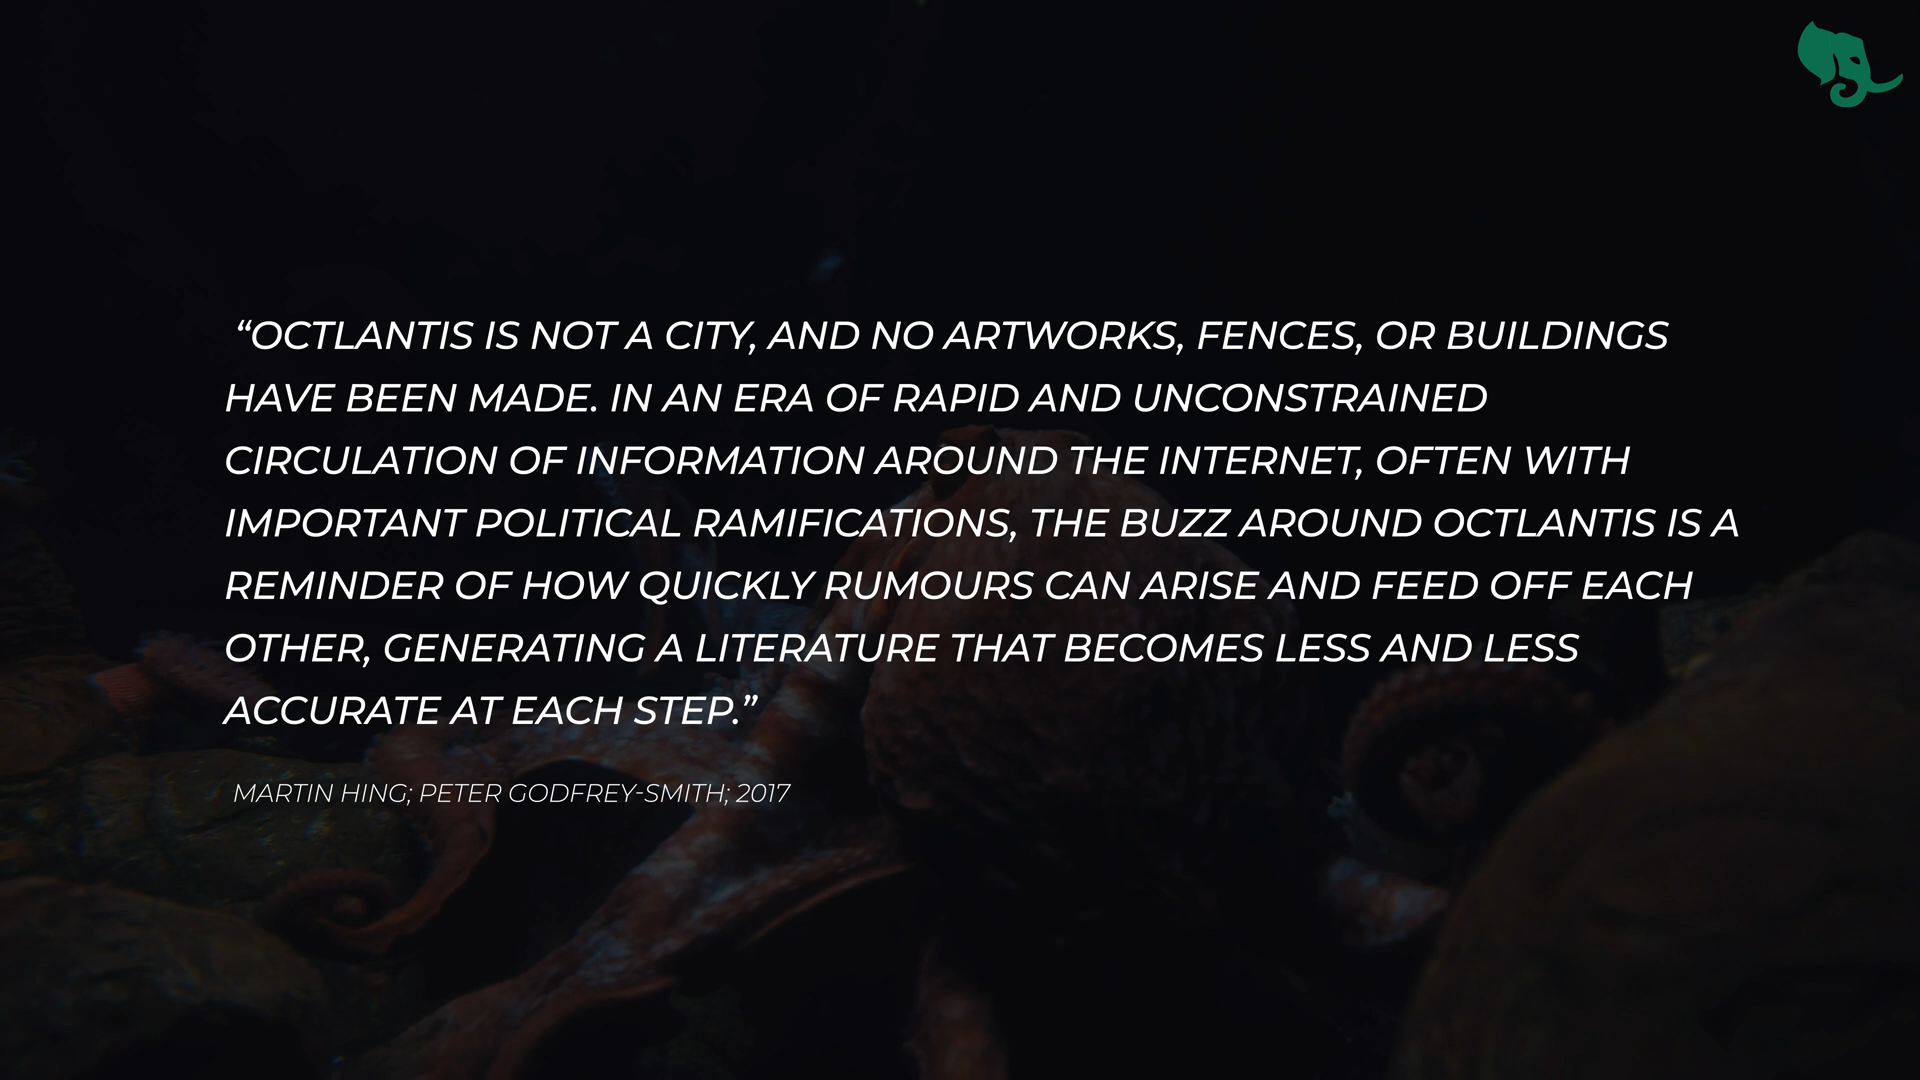 “OCTLANTIS IS NOT A CITY, AND NO ARTWORKS, FENCES, OR BUILDINGS
HAVE BEEN MADE. IN AN ERA OF RAPID AND UNCONSTRAINED
CIRCULATION OF INFORMATION AROUND THE INTERNET, OFTEN WITH
IMPORTANT POLITICAL RAMIFICATIONS, THE BUZZ AROUND OCTLANTIS IS A
REMINDER OF HOW QUICKLY RUMOURS CAN ARISE AND FEED OFF EACH
OTHER, GENERATING A LITERATURE THAT BECOMES LESS AND LESS
ACCURATE AT EACH STEP.”
MARTIN HING; PETER GODFREY-SMITH; 2017